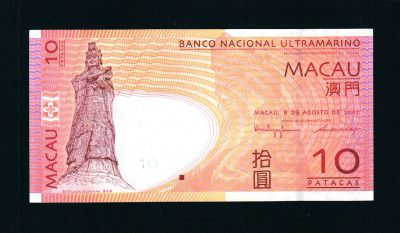 10
PATACAS
MACAU
BANCO NACIONAL ULTRAMARINO
MACAU
澳門
MACAU, 8 DE AGOSTO DE 2005
拾圓
10
PATACAS
10